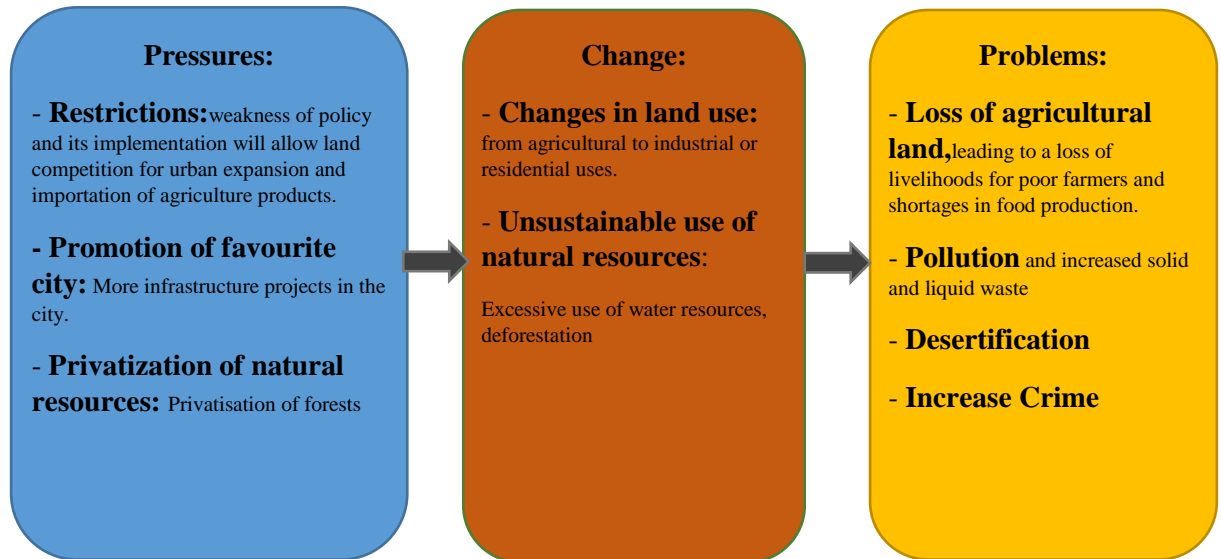 Pressures:
- Restrictions:weakness of policy
and its implementation will allow land
competition for urban expansion and
importation of agriculture products.
- Promotion of favourite
city: More infrastructure projects in the
city.
- Privatization of natural
resources: Privatisation of forests
Change:
- Changes in land use:
from agricultural to industrial or
residential uses.
- Unsustainable use of
natural resources:
Excessive use of water resources,
deforestation
Problems:
- Loss of agricultural
land,leading to a loss of
livelihoods for poor farmers and
shortages in food production.
- Pollution and increased solid
and liquid waste
- Desertification
- Increase Crime